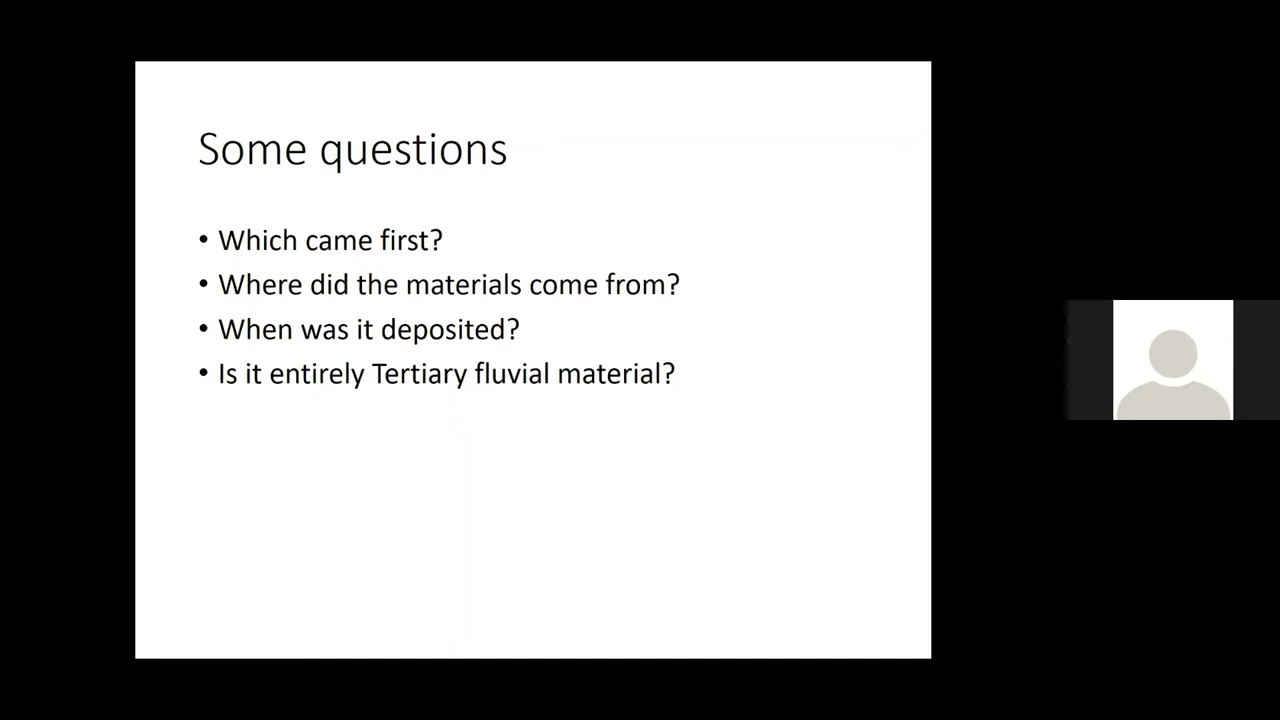 Some questions
• Which came first?
• Where did the materials come from?
• When was it deposited?
• Is it entirely Tertiary fluvial material?